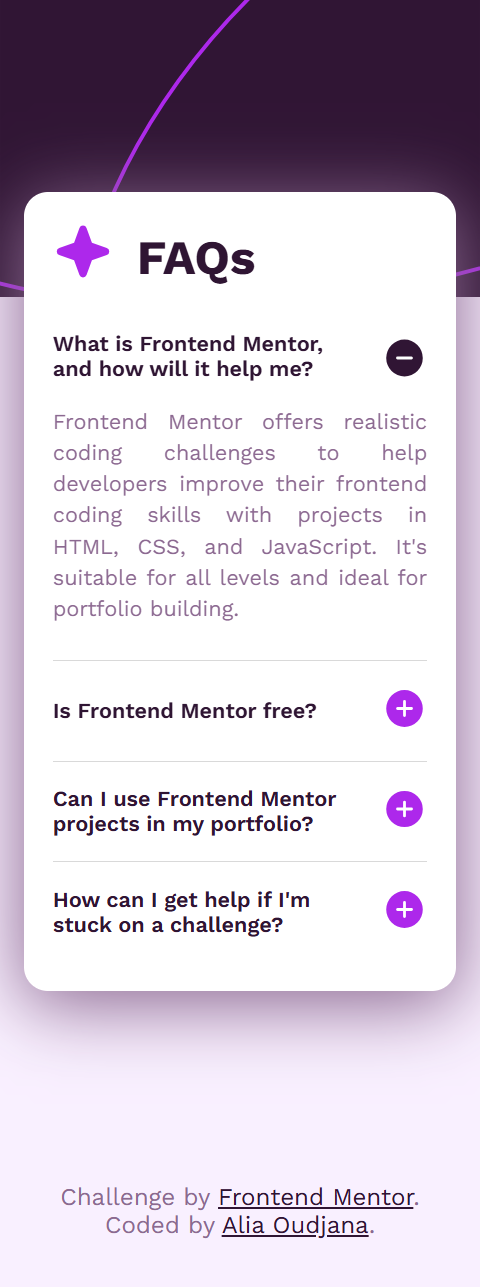 FAQs
What is Frontend Mentor,
and how will it help me?
Frontend Mentor offers realistic
coding challenges to help
developers improve their frontend
coding skills with projects in
HTML, CSS, and JavaScript. It's
suitable for all levels and ideal for
portfolio building.
Is Frontend Mentor free?
Can I use Frontend Mentor
projects in my portfolio?
How can I get help if I'm
stuck on a challenge?
Challenge by Frontend Mentor.
Coded by Alia Oudjana.